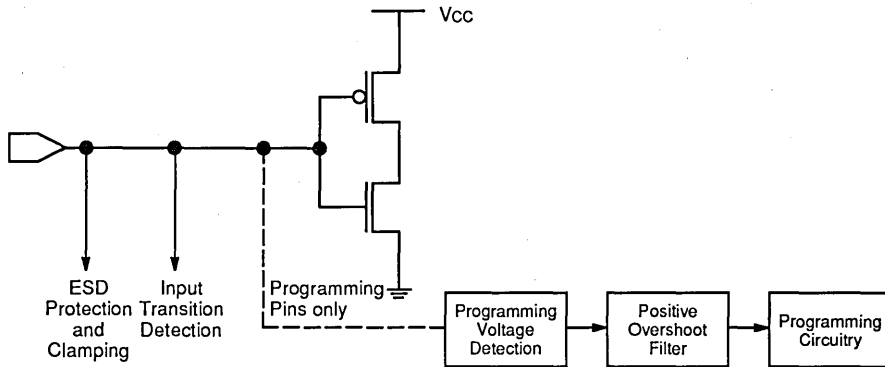 Vcc
ESD
Protection
and
Clamping
Input
Transition
Detection
Programming
Pins only
Programming
Voltage
Detection
Positive
Overshoot
Filter
Programming
Circuitry